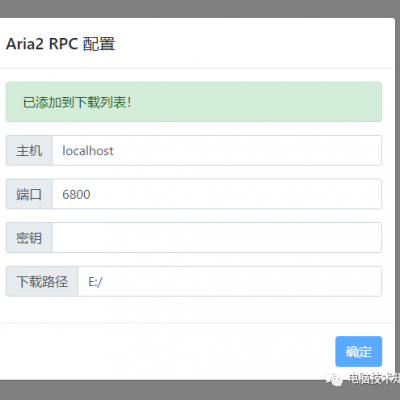 Aria2 RPC 配置
已添加到下载列表！
主机 localhost
端口 6800
密钥
下载路径 E:/
确定
电脑技术